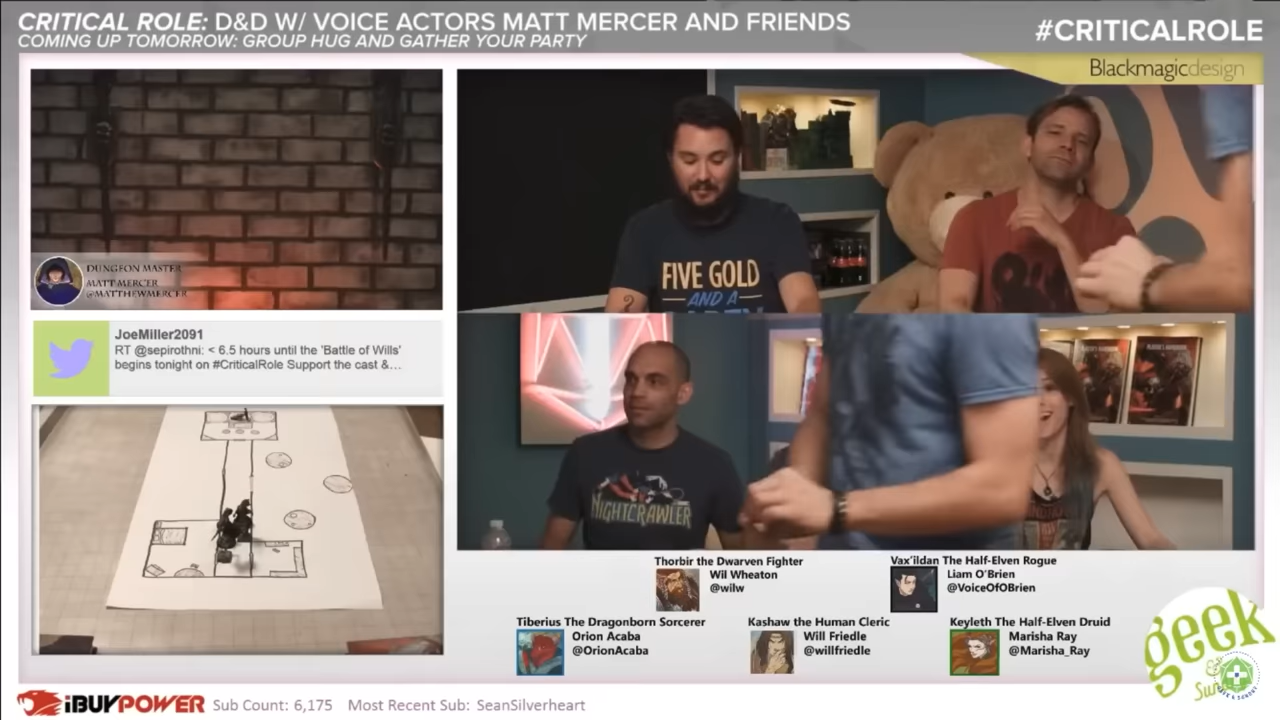 CRITICAL ROLE: D&D W/ VOICE ACTORS MATT MERCER AND FRIENDS
COMING UP TOMORROW: GROUP HUG AND GATHER YOUR PARTY
#CRITICALROLE
Blackmagicdesign
DUNGEON MASTER
MATT MERCER
@MATTHEWMERCER
FIVE GOLD
AND A
JoeMiller2091
RT @sepirothni: < 6.5 hours until the 'Battle of Wills'
begins tonight on #CriticalRole Support the cast &...
NIGHTCRAWLER
Thorbir the Dwarven Fighter
Wil Wheaton
@wilw
Vax'ildan The Half-Elven Rogue
Liam O'Brien
@VoiceOfOBrien
Tiberius The Dragonborn Sorcerer
Orion Acaba
@OrionAcaba
Kashaw the Human Cleric
Will Friedle
@willfriedle
Keyleth The Half-Elven Druid
Marisha Ray
@Marisha_Ray
geek
&
iBUYPOWER
Sub Count: 6,175 Most Recent Sub: SeanSilverheart